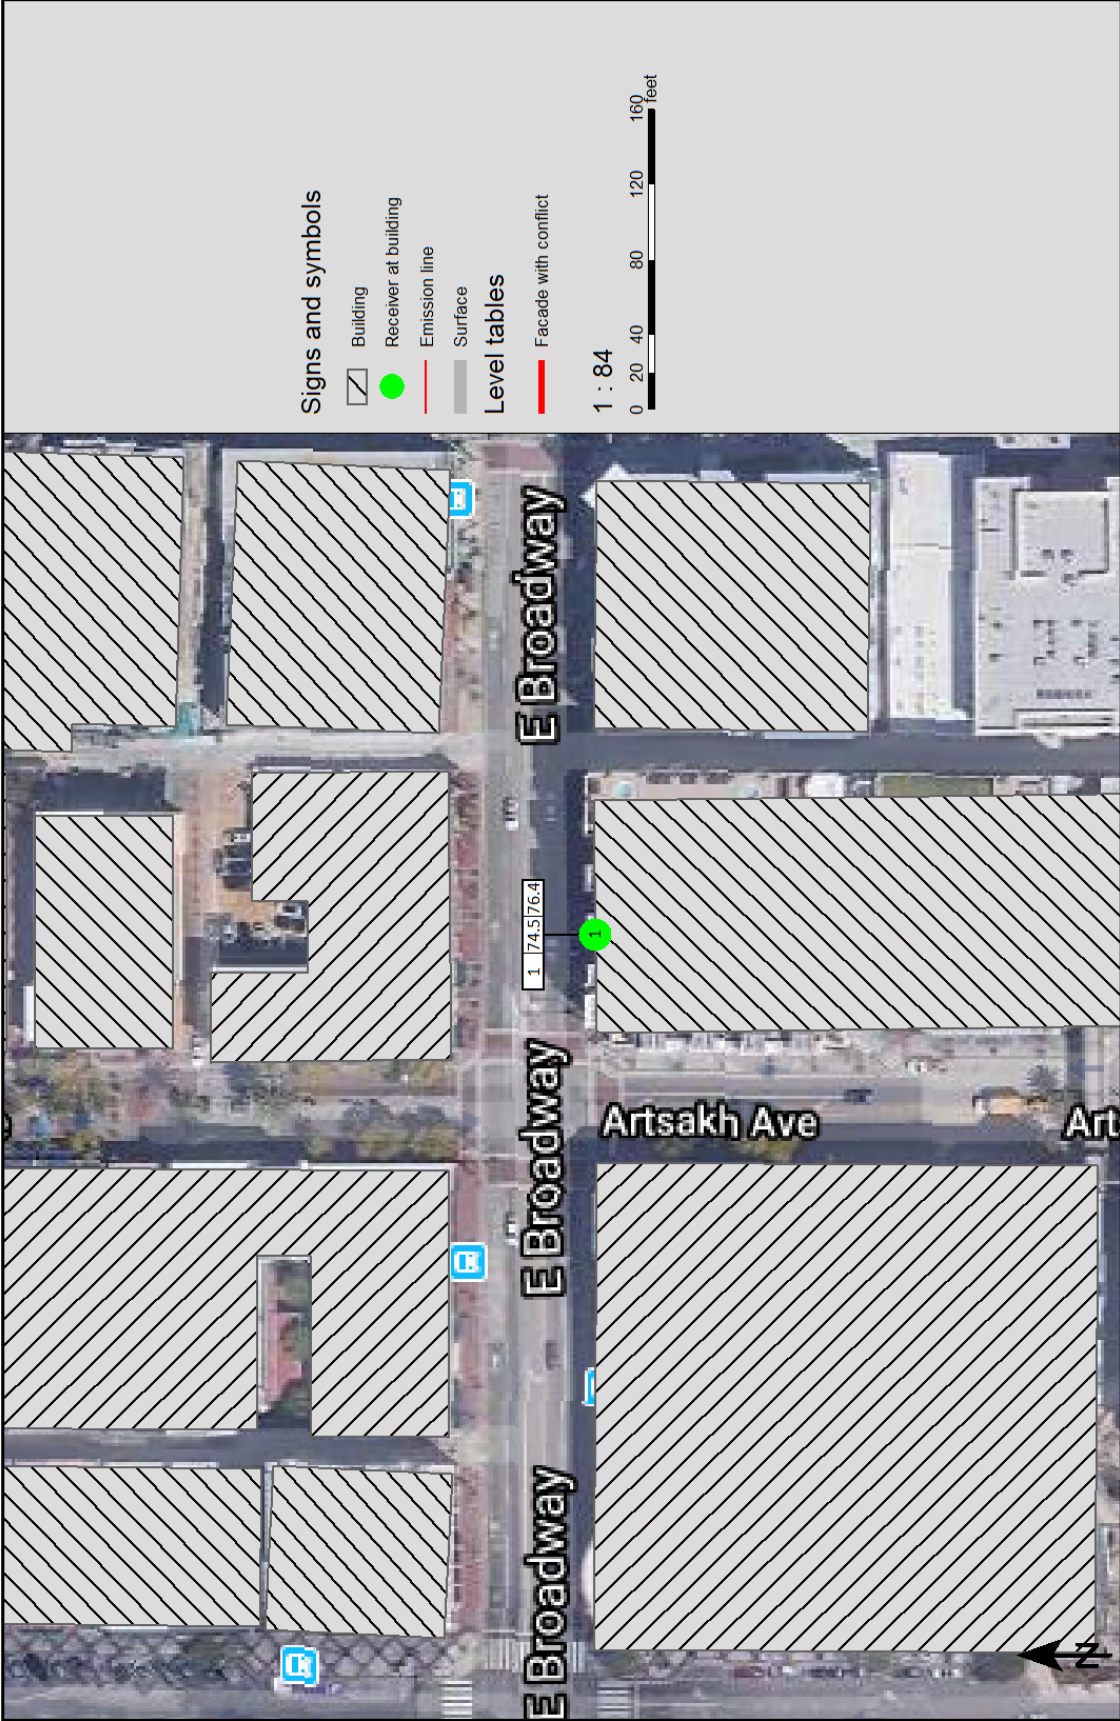 Signs and symbols
Building
Receiver at building
Emission line
Surface
Level tables
Facade with conflict
1 : 84
0 20 40 80 120 160
feet
E Broadway
E Broadway
E Broadway
Artsakh Ave
Art
1 74.5 76.4
1
N